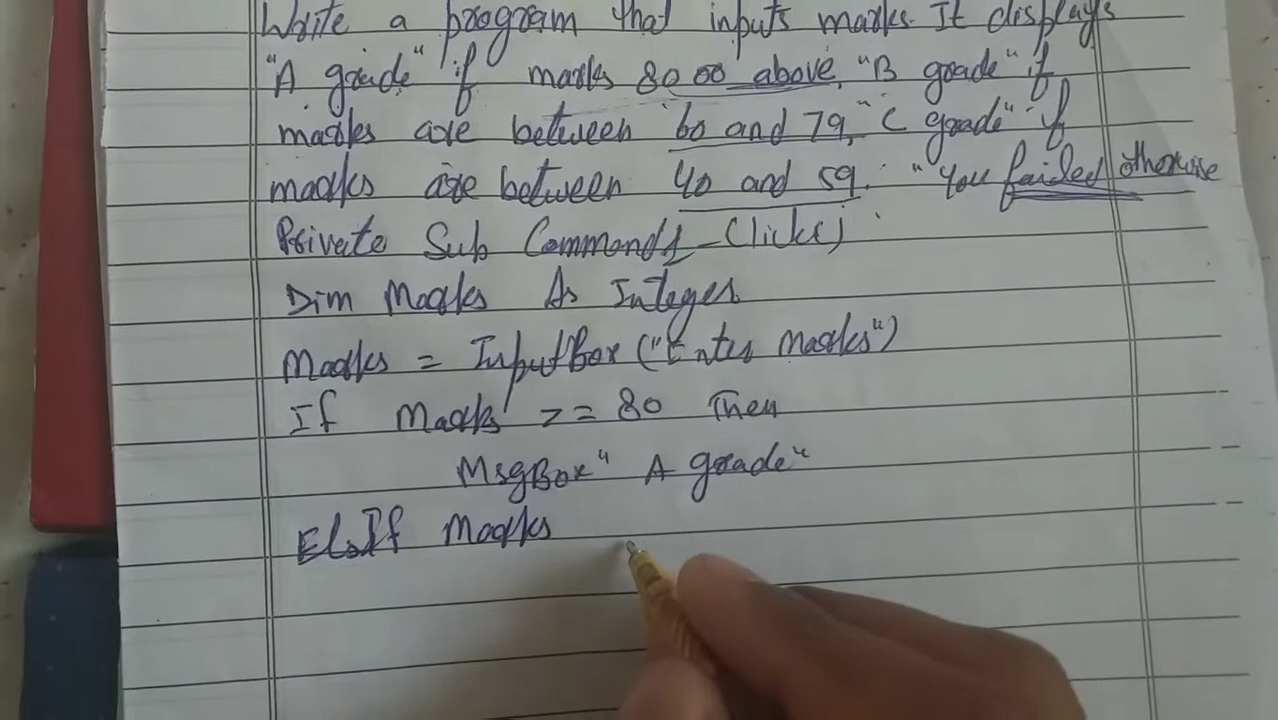 Write a program that inputs marks. It displays
"A grade" if marks 80 or above, "B grade" if
marks are between 60 and 79, "C grade" if
marks are between 40 and 59. "You failed otherwise
Private Sub Command1_Click()
Dim Marks As Integer
Marks = InputBox ("Enter Marks")
If Marks >= 80 Then
MsgBox "A grade"
ElseIf Marks